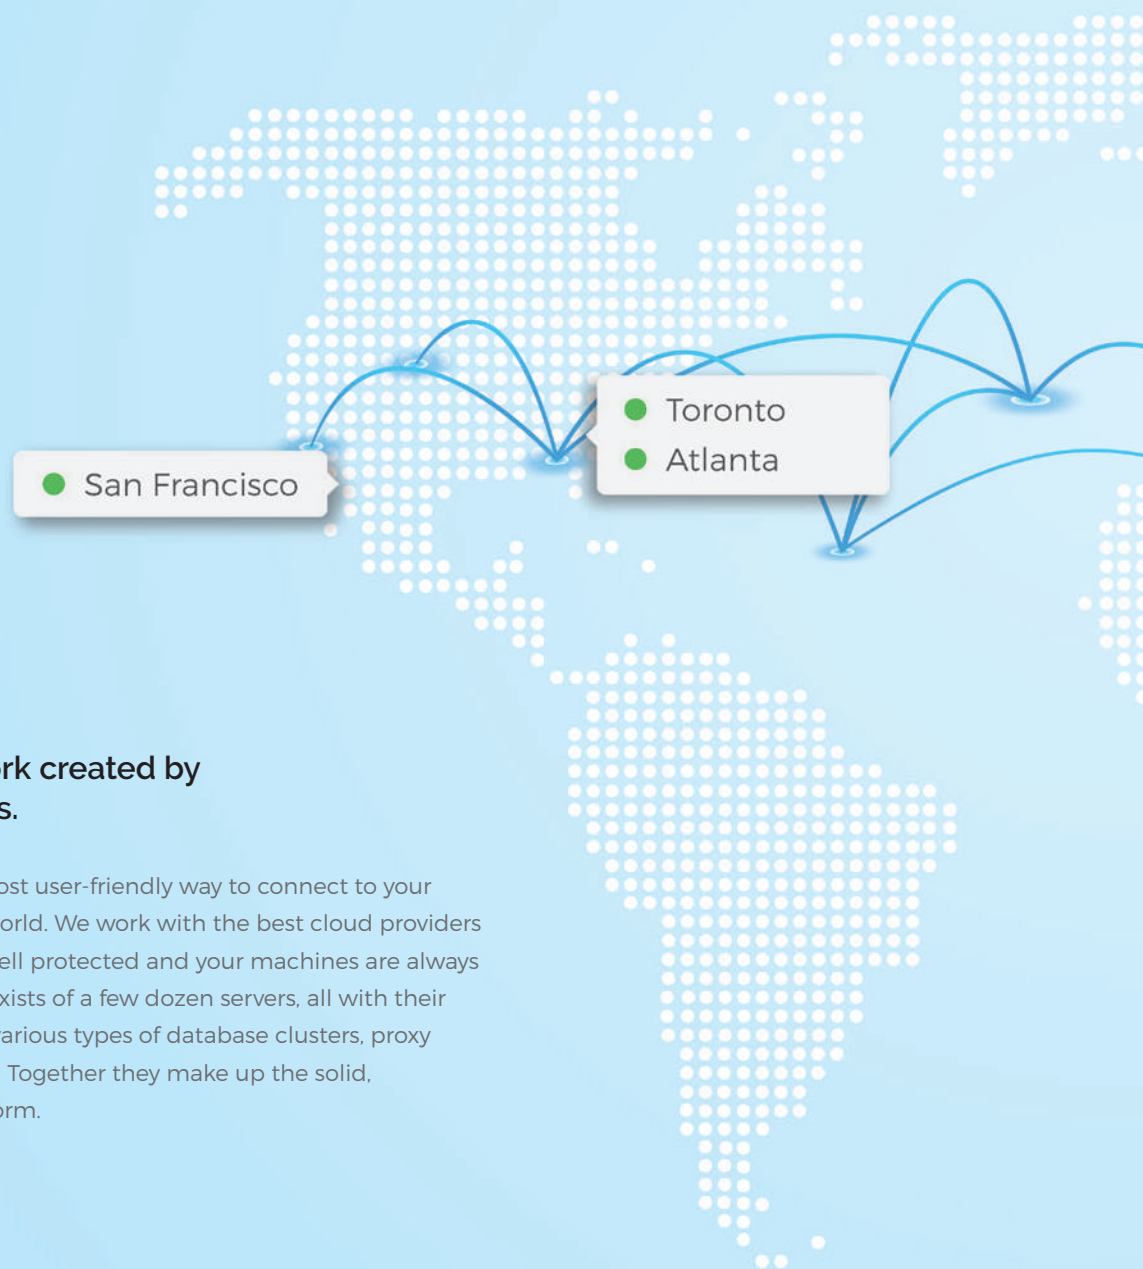 Toronto
Atlanta
San Francisco
rk created by
s.
ost user-friendly way to connect to your
orld. We work with the best cloud providers
ell protected and your machines are always
xists of a few dozen servers, all with their
various types of database clusters, proxy
. Together they make up the solid,
orm.